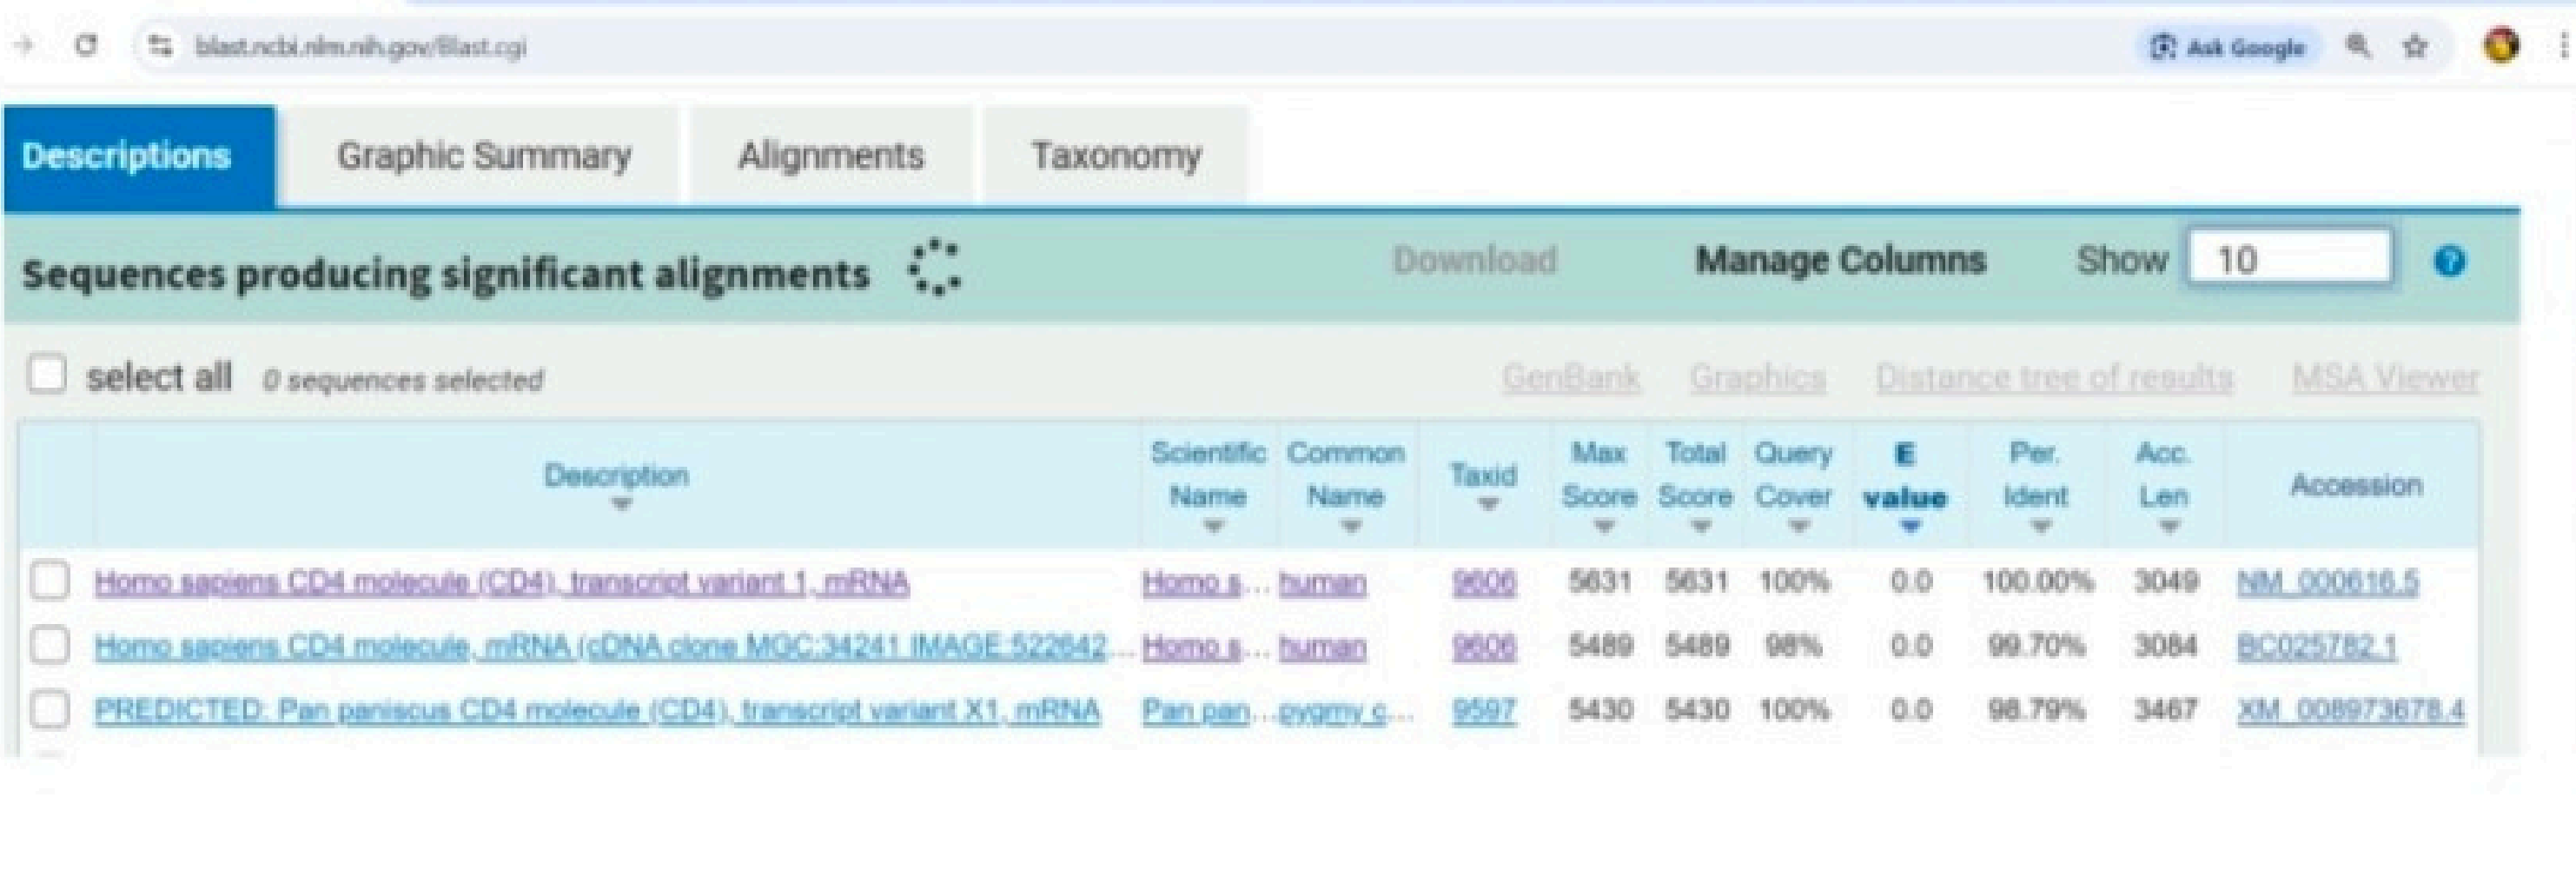 blast.ncbi.nlm.nih.gov/Blast.cgi Ask Google
Descriptions Graphic Summary Alignments Taxonomy
Sequences producing significant alignments Download Manage Columns Show 10 ?
select all 0 sequences selected GenBank Graphics Distance tree of results MSA Viewer
Description Scientific Name Common Name Taxid Max Score Total Score Query Cover E value Per. Ident Acc. Len Accession
Homo sapiens CD4 molecule (CD4), transcript variant 1, mRNA Homo s... human 9606 5631 5631 100% 0.0 100.00% 3049 NM_000616.5
Homo sapiens CD4 molecule, mRNA (cDNA clone MGC:34241 IMAGE:522642... Homo s... human 9606 5489 5489 98% 0.0 99.70% 3084 BC025782.1
PREDICTED: Pan paniscus CD4 molecule (CD4), transcript variant X1, mRNA Pan pan... pygmy c... 9597 5430 5430 100% 0.0 98.79% 3467 XM_008973678.4